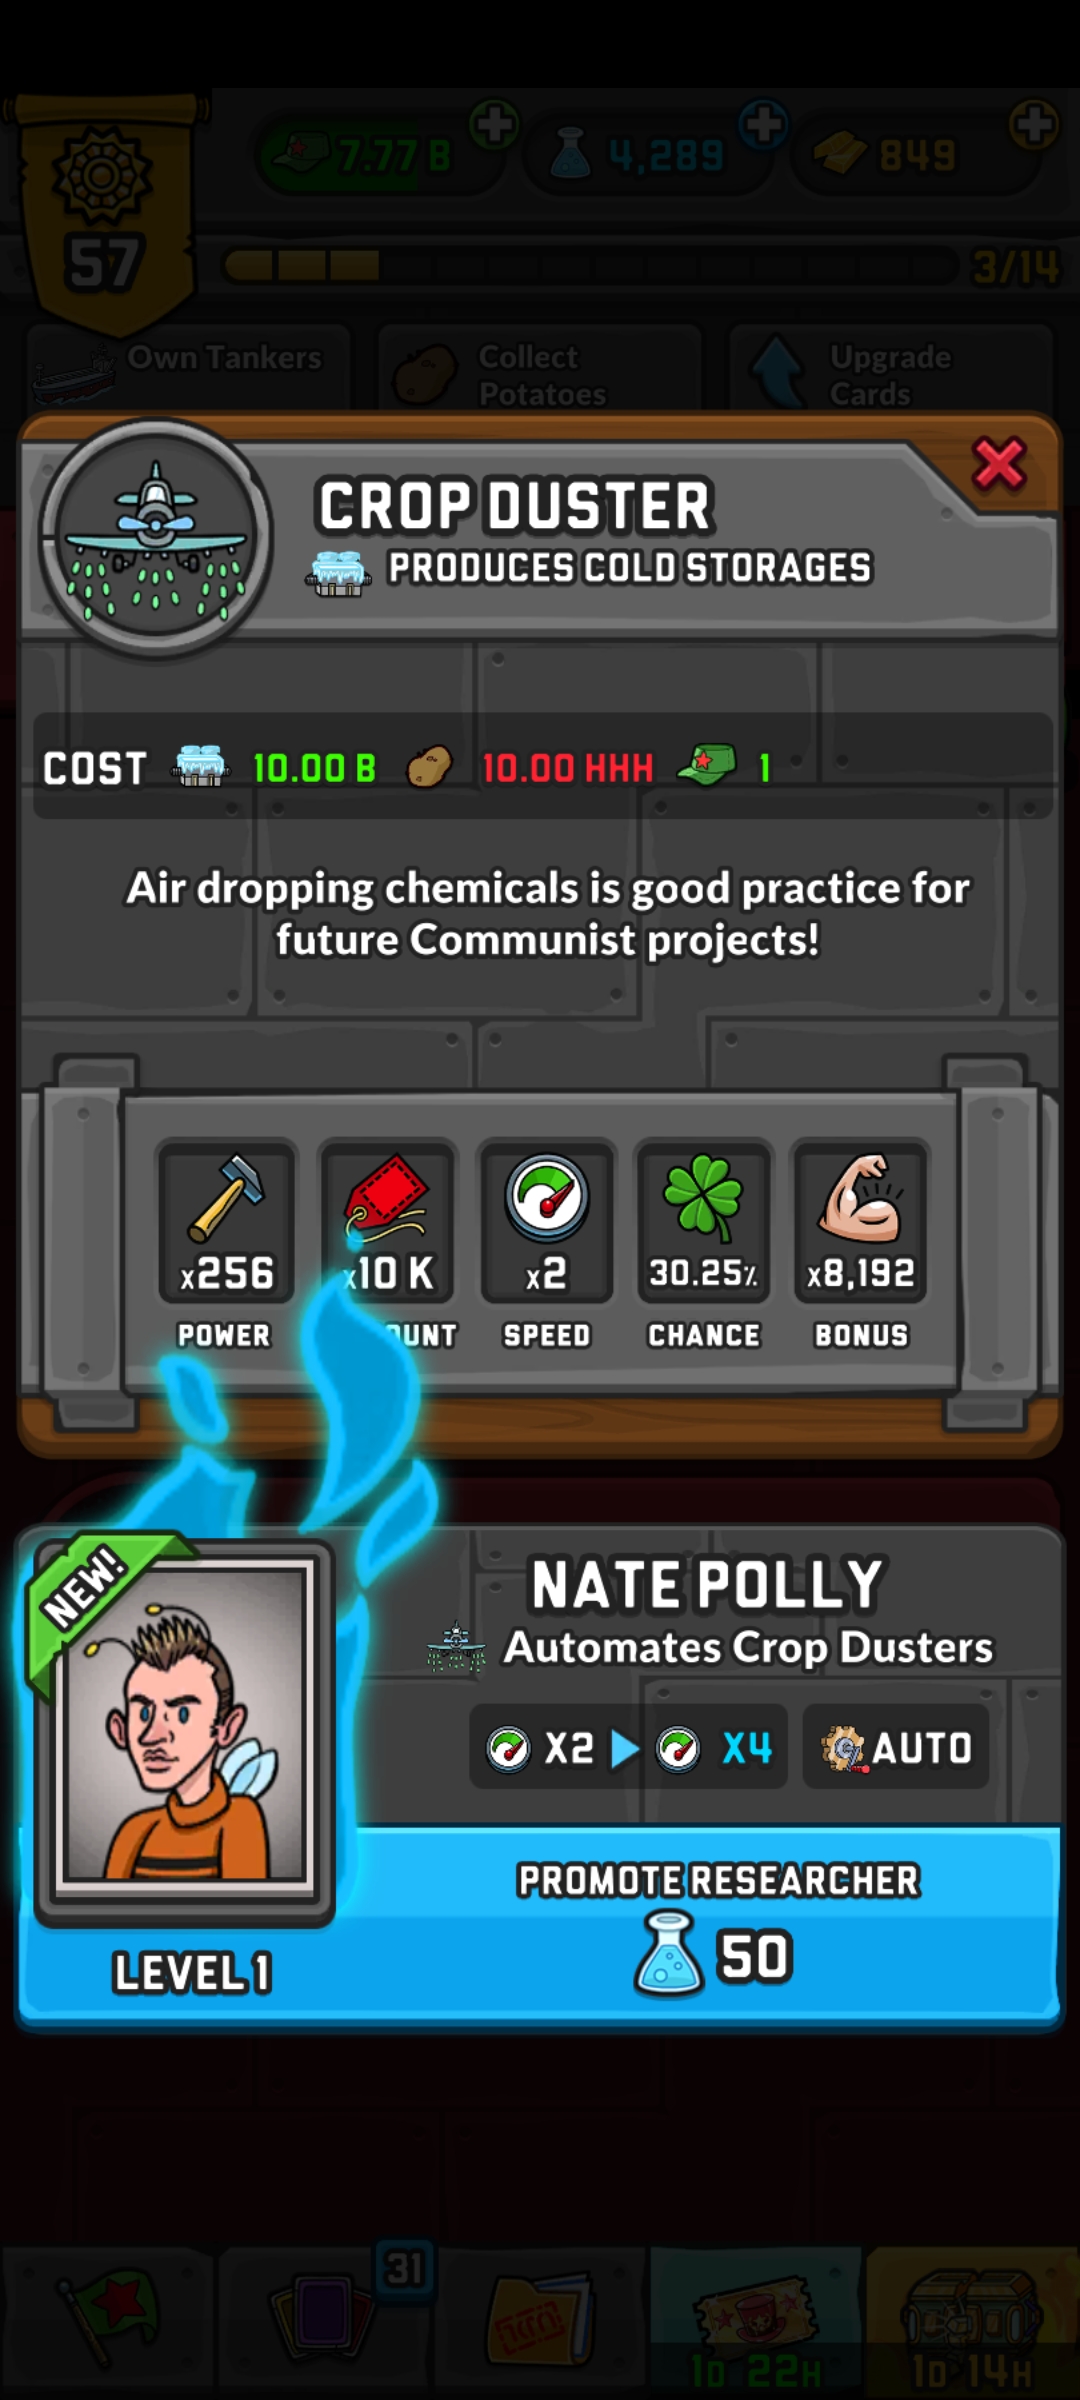 7.77 B
4,289
849
57
3/14
Own Tankers
Collect
Potatoes
Upgrade
Cards
CROP DUSTER
PRODUCES COLD STORAGES
COST 10.00 B 10.00 HHH 1
Air dropping chemicals is good practice for
future Communist projects!
x256
x10 K
x2
30.25%
x8,192
POWER
SPEED
CHANCE
BONUS
NEW!
NATE POLLY
Automates Crop Dusters
X2 X4 AUTO
PROMOTE RESEARCHER
50
LEVEL 1
31
1D 22H
1D 14H